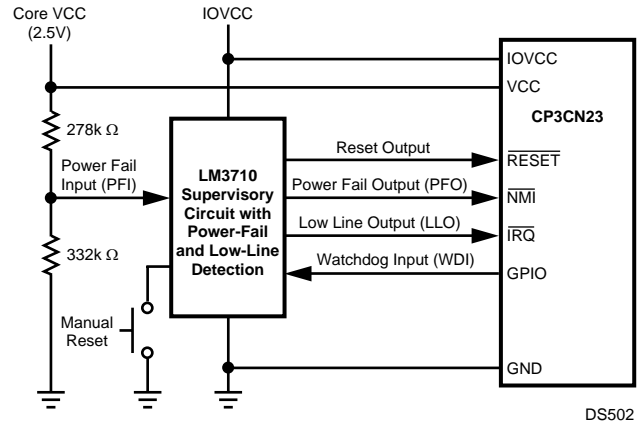 Core VCC
(2.5V)
IOVCC
IOVCC
VCC
CP3CN23
278k Ω
Reset Output
RESET
Power Fail
Input (PFI)
LM3710
Supervisory
Circuit with
Power-Fail
and Low-Line
Detection
Power Fail Output (PFO)
NMI
Low Line Output (LLO)
IRQ
332k Ω
Watchdog Input (WDI)
GPIO
Manual
Reset
GND
DS502